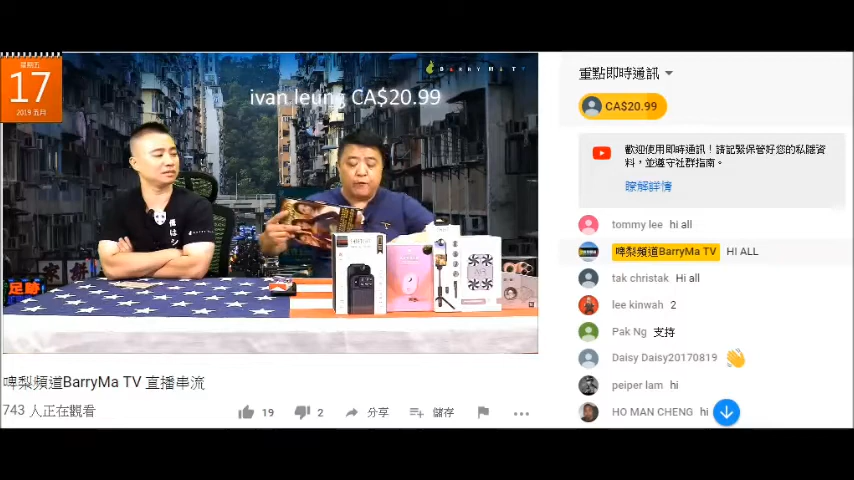 星期五
17
2019 五月
BARRYMATV
ivan leung CA$20.99
足動
啤梨頻道BarryMa TV 直播串流
743 人正在觀看
19
2
分享
儲存
重點即時通訊
CA$20.99
歡迎使用即時通訊！請記緊保管好您的私隱資
料，並遵守社群指南。
瞭解詳情
tommy lee hi all
啤梨頻道BarryMa TV HI ALL
tak christak Hi all
lee kinwah 2
Pak Ng 支持
Daisy Daisy20170819
peiper lam hi
HO MAN CHENG hi